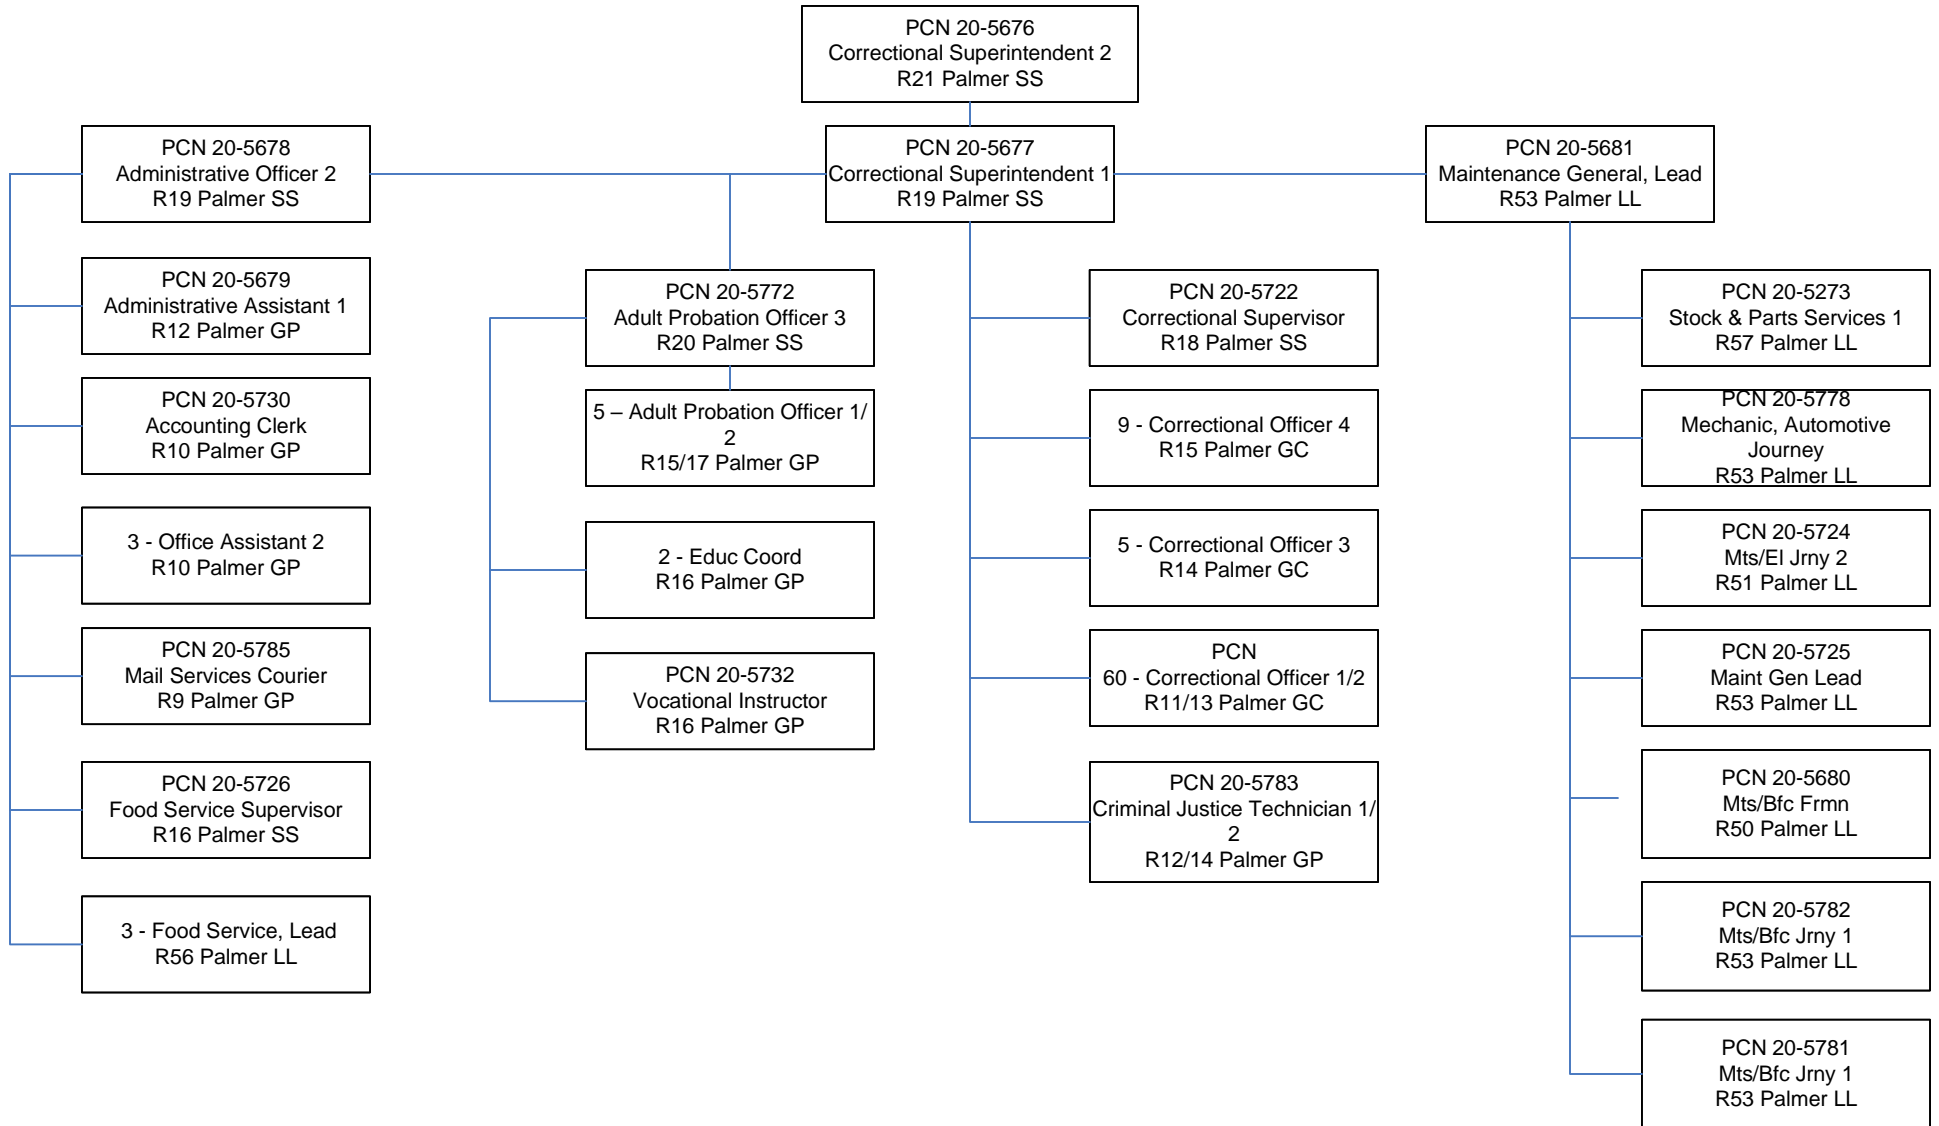 PCN 20-5676
Correctional Superintendent 2
R21 Palmer SS
PCN 20-5678
Administrative Officer 2
R19 Palmer SS
PCN 20-5677
Correctional Superintendent 1
R19 Palmer SS
PCN 20-5681
Maintenance General, Lead
R53 Palmer LL
PCN 20-5679
Administrative Assistant 1
R12 Palmer GP
PCN 20-5730
Accounting Clerk
R10 Palmer GP
3 - Office Assistant 2
R10 Palmer GP
PCN 20-5785
Mail Services Courier
R9 Palmer GP
PCN 20-5726
Food Service Supervisor
R16 Palmer SS
3 - Food Service, Lead
R56 Palmer LL
PCN 20-5772
Adult Probation Officer 3
R20 Palmer SS
5 – Adult Probation Officer 1/
2
R15/17 Palmer GP
2 - Educ Coord
R16 Palmer GP
PCN 20-5732
Vocational Instructor
R16 Palmer GP
PCN 20-5722
Correctional Supervisor
R18 Palmer SS
9 - Correctional Officer 4
R15 Palmer GC
5 - Correctional Officer 3
R14 Palmer GC
PCN
60 - Correctional Officer 1/2
R11/13 Palmer GC
PCN 20-5783
Criminal Justice Technician 1/
2
R12/14 Palmer GP
PCN 20-5273
Stock & Parts Services 1
R57 Palmer LL
PCN 20-5778
Mechanic, Automotive
Journey
R53 Palmer LL
PCN 20-5724
Mts/El Jrny 2
R51 Palmer LL
PCN 20-5725
Maint Gen Lead
R53 Palmer LL
PCN 20-5680
Mts/Bfc Frmn
R50 Palmer LL
PCN 20-5782
Mts/Bfc Jrny 1
R53 Palmer LL
PCN 20-5781
Mts/Bfc Jrny 1
R53 Palmer LL